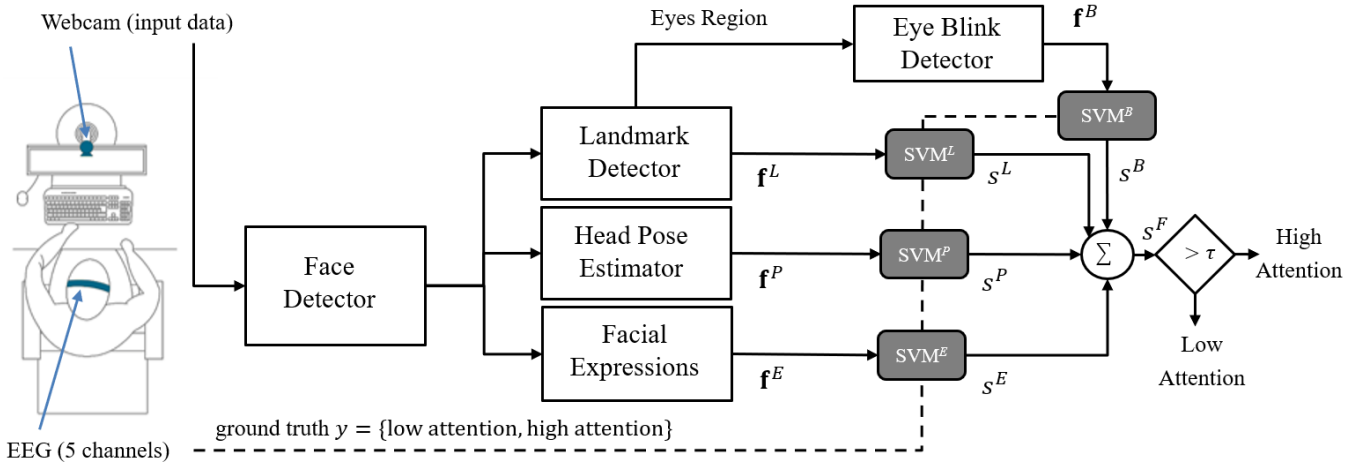 Webcam (input data)
Eyes Region
Eye Blink
Detector
f^B
SVM^B
Landmark
Detector
f^L
SVM^L
s^L
s^B
Face
Detector
Head Pose
Estimator
f^P
SVM^P
s^P
∑
s^F
> τ
High
Attention
Facial
Expressions
f^E
SVM^E
s^E
Low
Attention
ground truth y = {low attention, high attention}
EEG (5 channels)